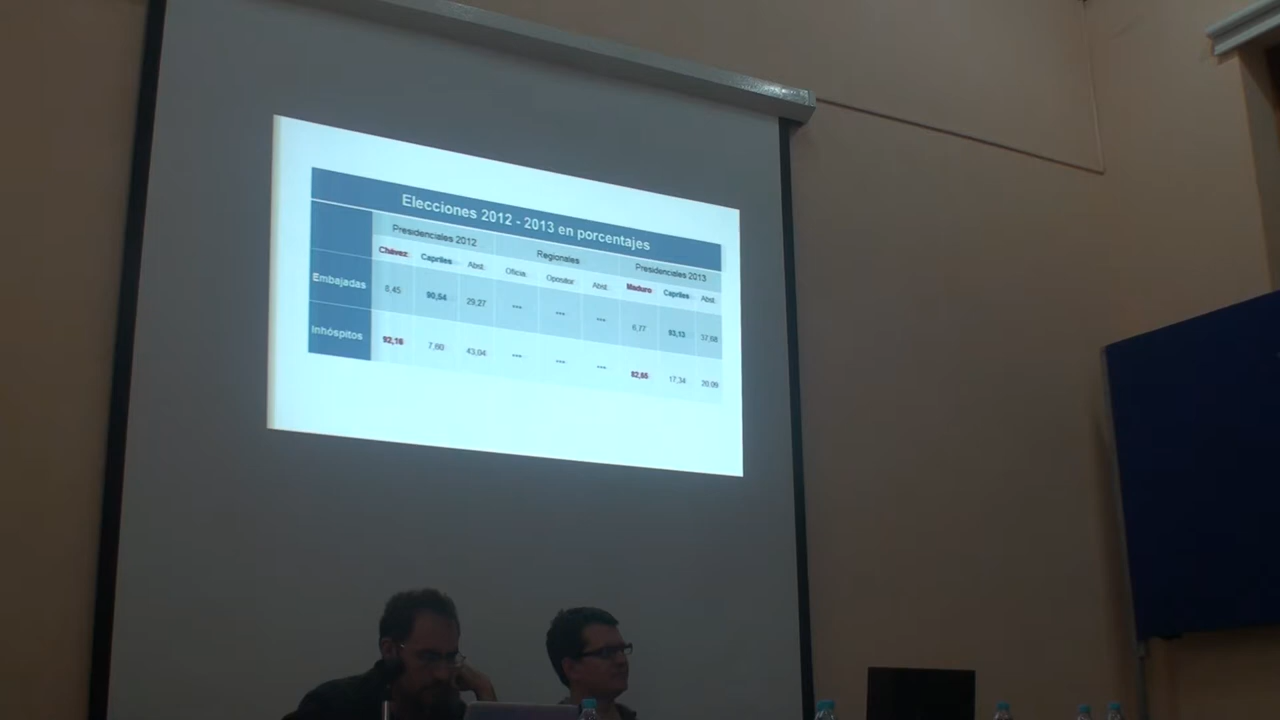 Elecciones 2012 - 2013 en porcentajes
Presidenciales 2012 Regionales Presidenciales 2013
Chávez Capriles Abst. Oficia. Opositor Abst. Maduro Capriles Abst.
Embajadas 8,45 90,54 29,27 --- --- --- 6,77 93,13 37,68
Inhóspitos 92,16 7,60 43,04 --- --- --- 82,55 17,34 20,09